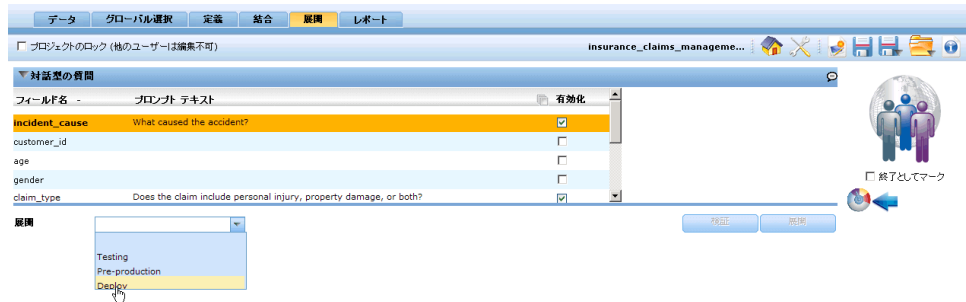 データ グローバル選択 定義 結合 展開 レポート
プロジェクトのロック (他のユーザーは編集不可) insurance_claims_manageme...
対話型の質問
フィールド名 - プロンプト テキスト 有効化
incident_cause What caused the accident?
customer_id
age
gender
claim_type Does the claim include personal injury, property damage, or both?
終了としてマーク
展開 検証 展開
Testing
Pre-production
Deploy